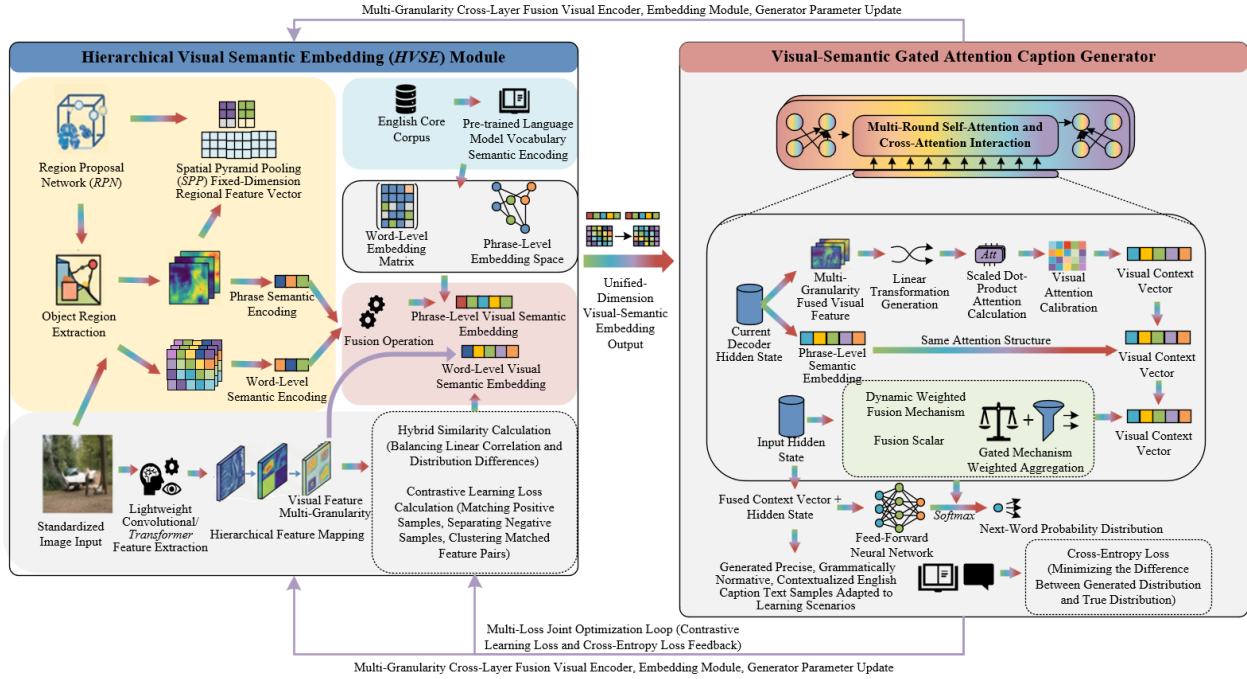 Multi-Granularity Cross-Layer Fusion Visual Encoder, Embedding Module, Generator Parameter Update
Hierarchical Visual Semantic Embedding (HVSE) Module
Region Proposal
Network (RPN)
Spatial Pyramid Pooling
(SPP) Fixed-Dimension
Regional Feature Vector
English Core
Corpus
Pre-trained Language
Model Vocabulary
Semantic Encoding
Word-Level
Embedding
Matrix
Phrase-Level
Embedding Space
Object Region
Extraction
Phrase Semantic
Encoding
Word-Level
Semantic Encoding
Fusion Operation
Phrase-Level Visual Semantic
Embedding
Word-Level Visual
Semantic Embedding
Standardized
Image Input
Lightweight
Convolutional/
Transformer
Feature Extraction
Visual Feature
Multi-Granularity
Hierarchical Feature Mapping
Hybrid Similarity Calculation
(Balancing Linear Correlation and
Distribution Differences)
Contrastive Learning Loss
Calculation (Matching Positive
Samples, Separating Negative
Samples, Clustering Matched
Feature Pairs)
Unified-
Dimension
Visual-Semantic
Embedding
Output
Visual-Semantic Gated Attention Caption Generator
Multi-Round Self-Attention and
Cross-Attention Interaction
Current
Decoder
Hidden State
Multi-
Granularity
Fused Visual
Feature
Linear
Transformation
Generation
Att
Scaled Dot-
Product
Attention
Calculation
Visual
Attention
Calibration
Visual Context
Vector
Phrase-Level
Semantic
Embedding
Same Attention Structure
Visual Context
Vector
Input Hidden
State
Dynamic Weighted
Fusion Mechanism
Fusion Scalar
+
Gated Mechanism
Weighted Aggregation
Visual Context
Vector
Fused Context Vector +
Hidden State
Feed-Forward
Neural Network
Softmax
Next-Word Probability Distribution
Generated Precise, Grammatically
Normative, Contextualized English
Caption Text Samples Adapted to
Learning Scenarios
Cross-Entropy Loss
(Minimizing the Difference
Between Generated Distribution
and True Distribution)
Multi-Loss Joint Optimization Loop (Contrastive
Learning Loss and Cross-Entropy Loss Feedback)
Multi-Granularity Cross-Layer Fusion Visual Encoder, Embedding Module, Generator Parameter Update